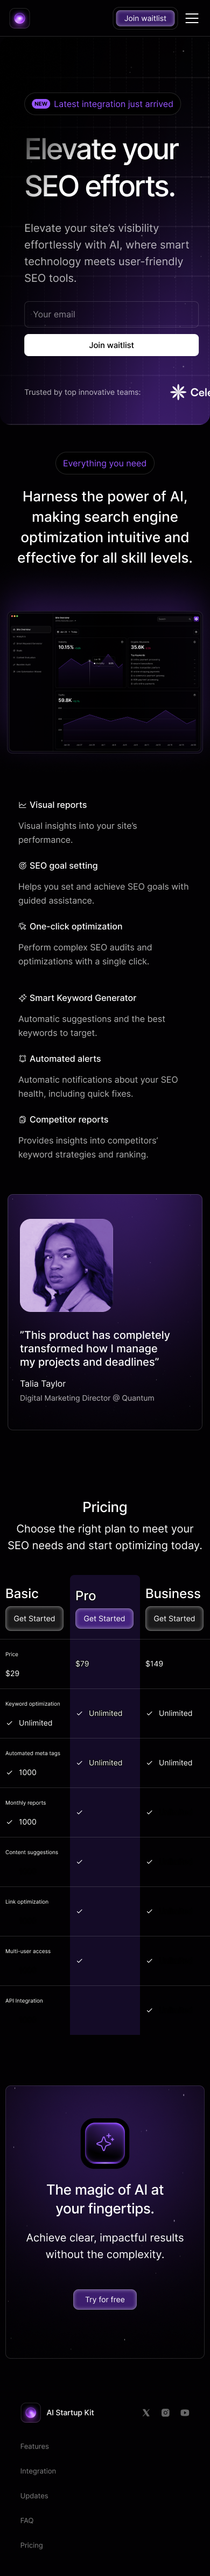 Join waitlist
NEW Latest integration just arrived
Elevate your
SEO efforts.
Elevate your site's visibility
effortlessly with AI, where smart
technology meets user-friendly
SEO tools.
Your email
Join waitlist
Trusted by top innovative teams:
Cele
Everything you need
Harness the power of AI,
making search engine
optimization intuitive and
effective for all skill levels.
10.15%
35.6K
59.8K
Visual reports
Visual insights into your site's
performance.
SEO goal setting
Helps you set and achieve SEO goals with
guided assistance.
One-click optimization
Perform complex SEO audits and
optimizations with a single click.
Smart Keyword Generator
Automatic suggestions and the best
keywords to target.
Automated alerts
Automatic notifications about your SEO
health, including quick fixes.
Competitor reports
Provides insights into competitors'
keyword strategies and ranking.
"This product has completely
transformed how I manage
my projects and deadlines"
Talia Taylor
Digital Marketing Director @ Quantum
Pricing
Choose the right plan to meet your
SEO needs and start optimizing today.
Basic Pro Business
Get Started Get Started Get Started
Price
$29 $79 $149
Keyword optimization
Unlimited Unlimited Unlimited
Automated meta tags
1000 Unlimited Unlimited
Monthly reports
1000
Content suggestions
Link optimization
Multi-user access
API Integration
The magic of AI at
your fingertips.
Achieve clear, impactful results
without the complexity.
Try for free
AI Startup Kit
Features
Integration
Updates
FAQ
Pricing